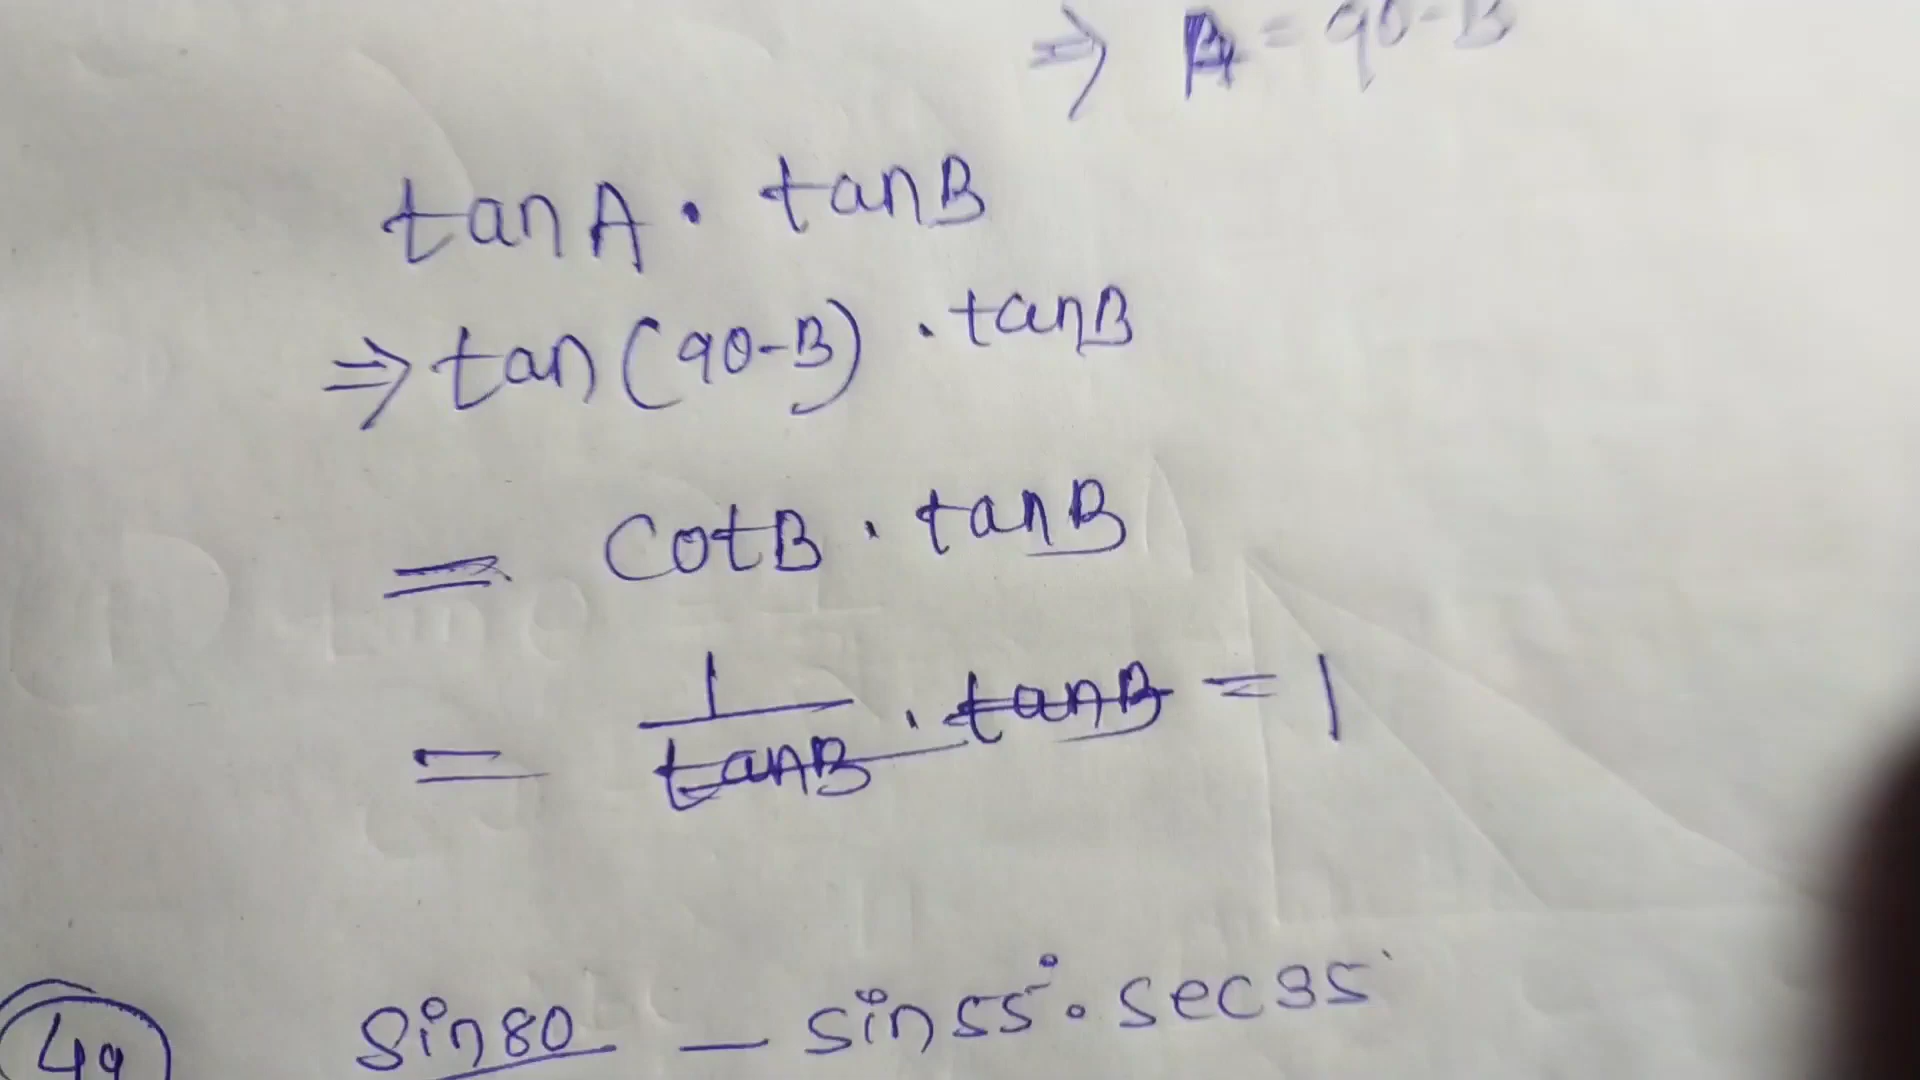 ⇒ A = 90-B
tanA · tanB
⇒ tan(90-B) · tanB
= CotB · tanB
= 1/tanB · tanB = 1
49 Sin80 — sin55° · sec35